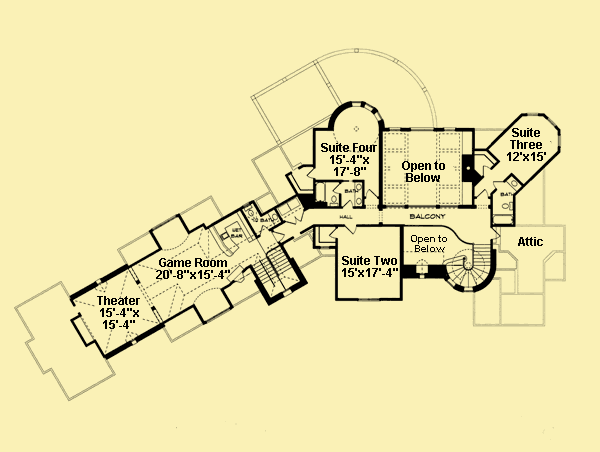 Suite Four
15'-4"x
17'-8"
Open to
Below
Suite
Three
12'x15'
BATH
BATH
BATH
HALL
BALCONY
WET
BAR
Game Room
20'-8"x15'-4"
Suite Two
15'x17'-4"
Open to
Below
Attic
Theater
15'-4"x
15'-4"